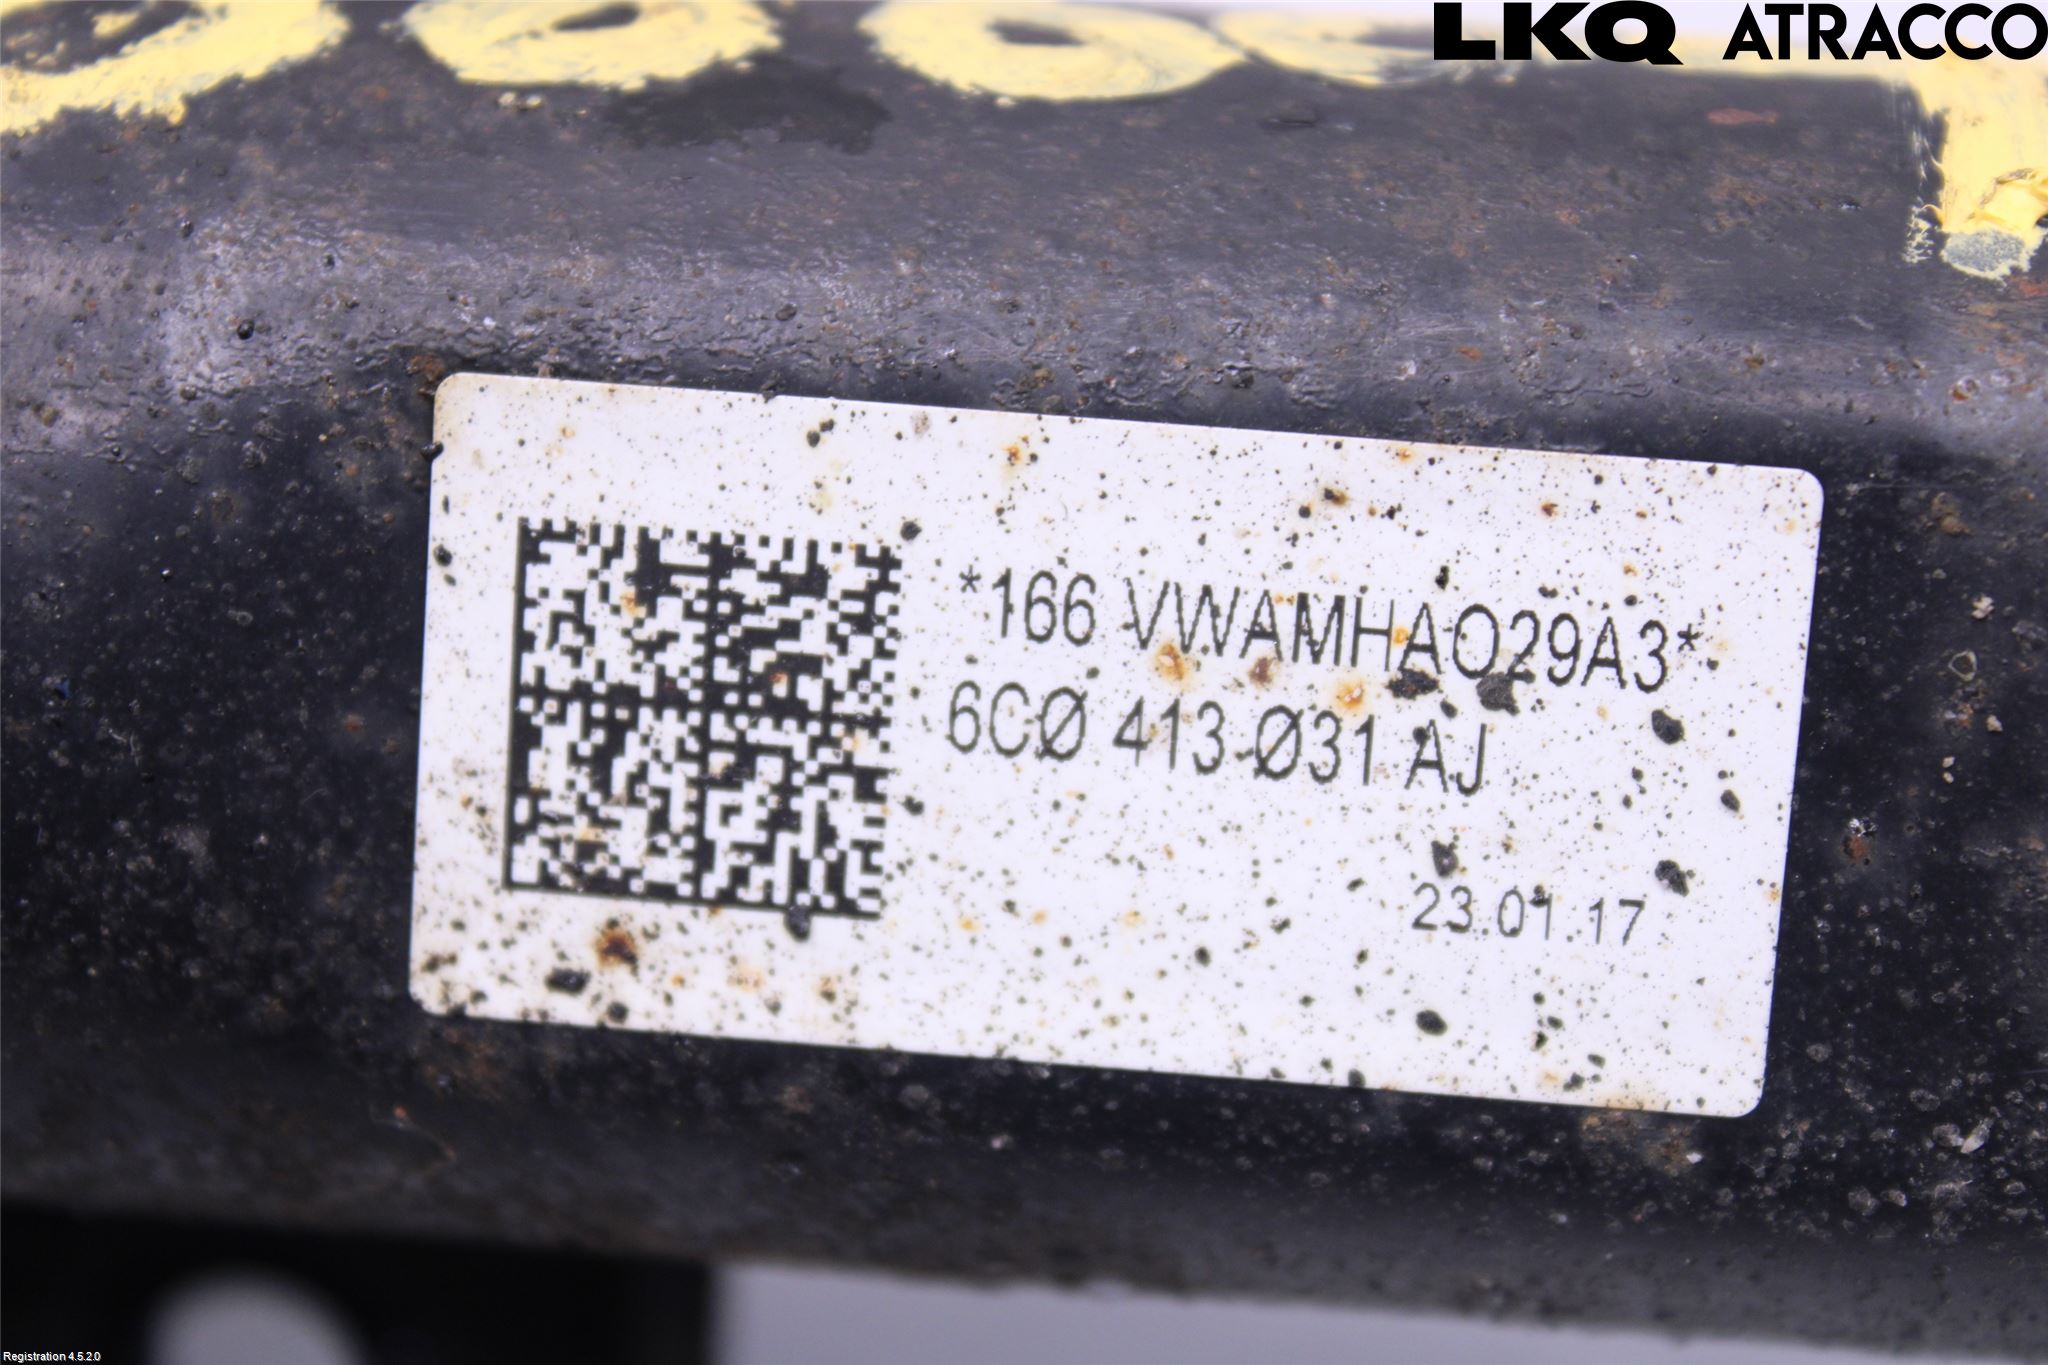 LKQ ATRACCO
*166 VWAMHAO29A3*
6CØ 413 Ø31 AJ
23.01.17
Registration 4.5.2.0